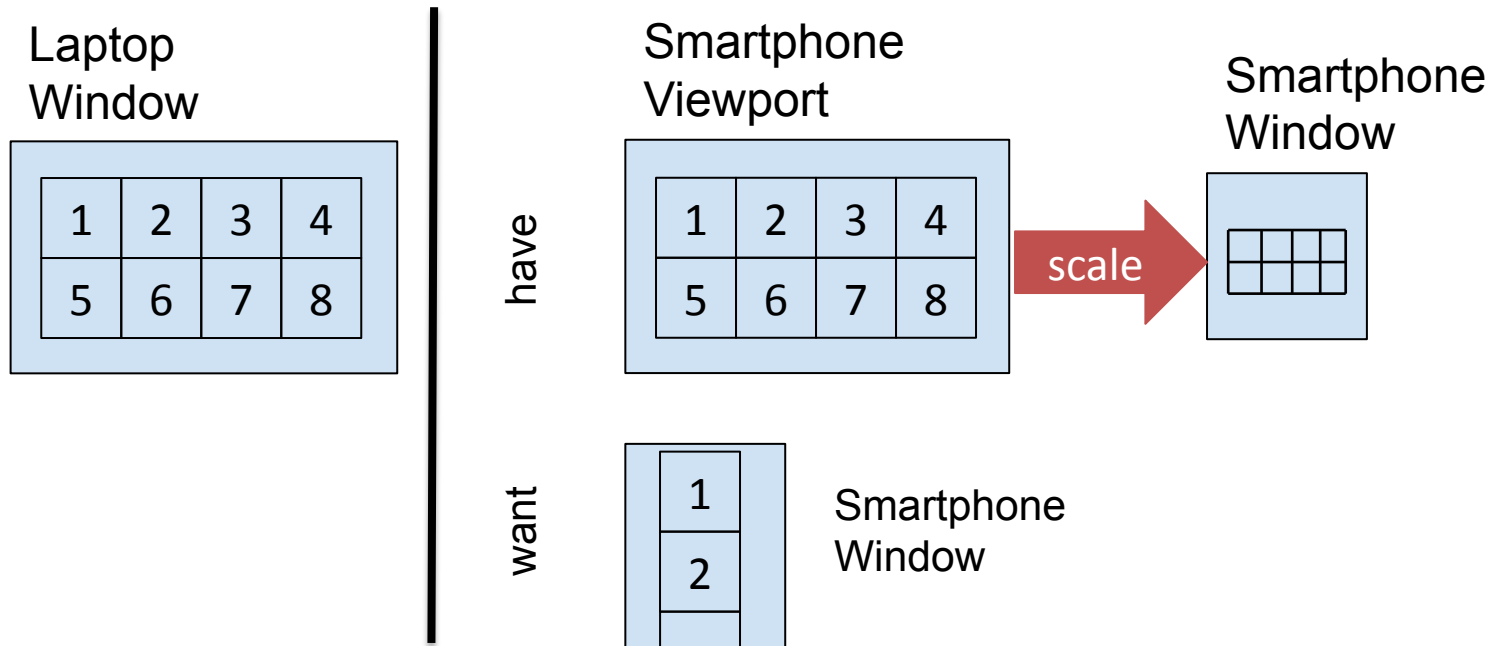 Laptop
Window
1 2 3 4
5 6 7 8
have
Smartphone
Viewport
1 2 3 4
5 6 7 8
scale
Smartphone
Window
want
1
2
Smartphone
Window